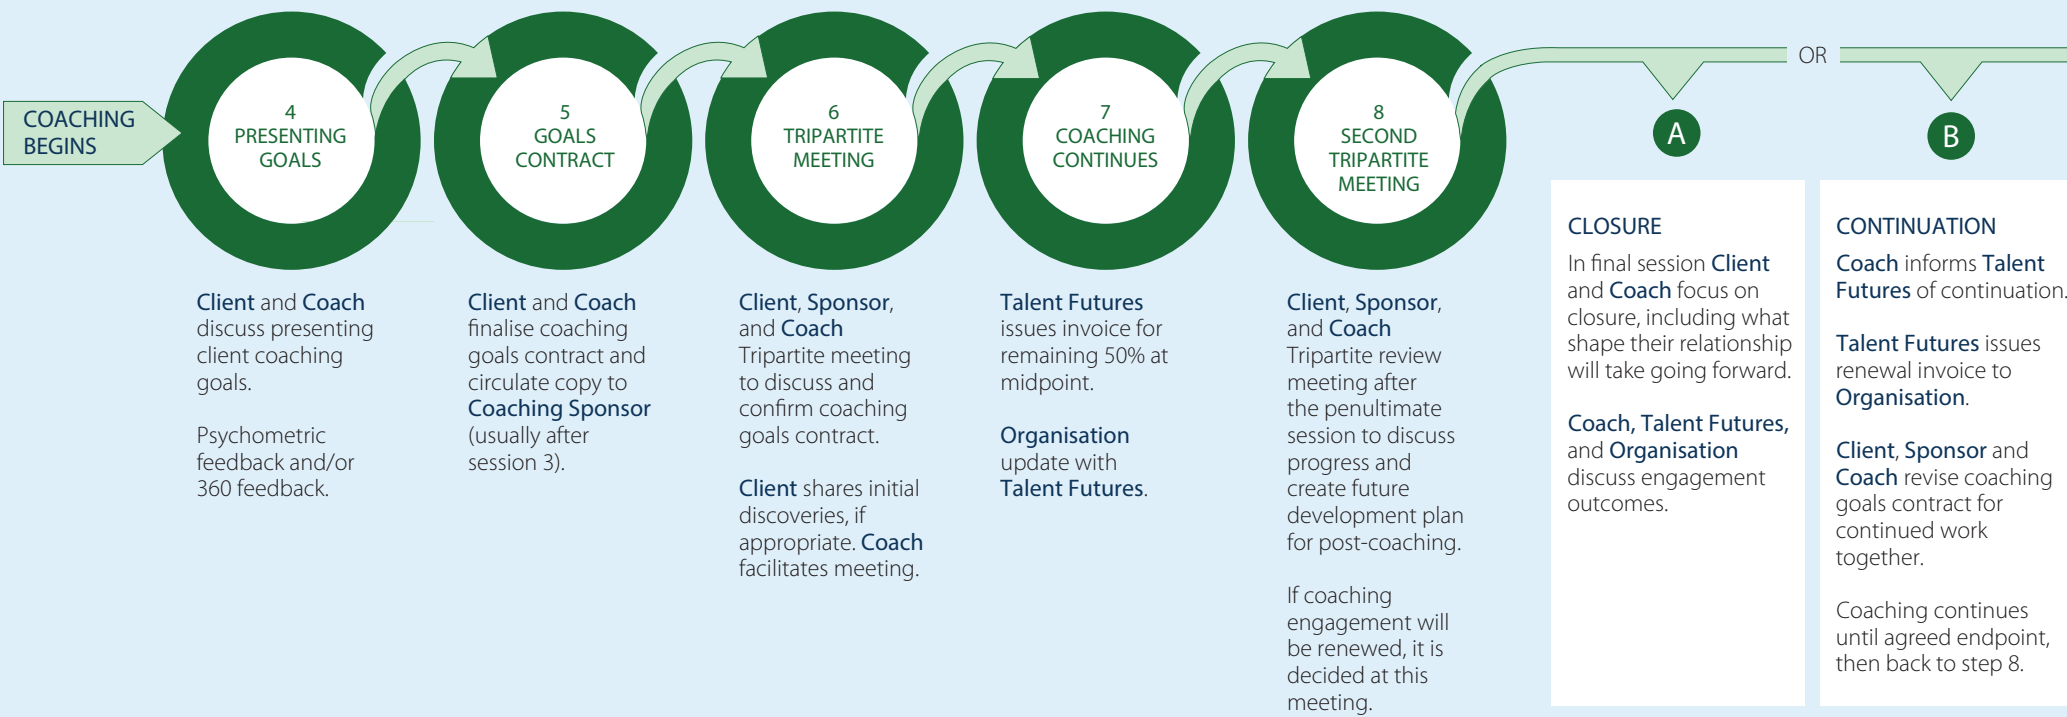 COACHING
BEGINS
4
PRESENTING
GOALS
Client and Coach
discuss presenting
client coaching
goals.
Psychometric
feedback and/or
360 feedback.
5
GOALS
CONTRACT
Client and Coach
finalise coaching
goals contract and
circulate copy to
Coaching Sponsor
(usually after
session 3).
6
TRIPARTITE
MEETING
Client, Sponsor,
and Coach
Tripartite meeting
to discuss and
confirm coaching
goals contract.
Client shares initial
discoveries, if
appropriate. Coach
facilitates meeting.
7
COACHING
CONTINUES
Talent Futures
issues invoice for
remaining 50% at
midpoint.
Organisation
update with
Talent Futures.
8
SECOND
TRIPARTITE
MEETING
Client, Sponsor,
and Coach
Tripartite review
meeting after
the penultimate
session to discuss
progress and
create future
development plan
for post-coaching.
If coaching
engagement will
be renewed, it is
decided at this
meeting.
OR
A
CLOSURE
In final session Client
and Coach focus on
closure, including what
shape their relationship
will take going forward.
Coach, Talent Futures,
and Organisation
discuss engagement
outcomes.
B
CONTINUATION
Coach informs Talent
Futures of continuation.
Talent Futures issues
renewal invoice to
Organisation.
Client, Sponsor and
Coach revise coaching
goals contract for
continued work
together.
Coaching continues
until agreed endpoint,
then back to step 8.